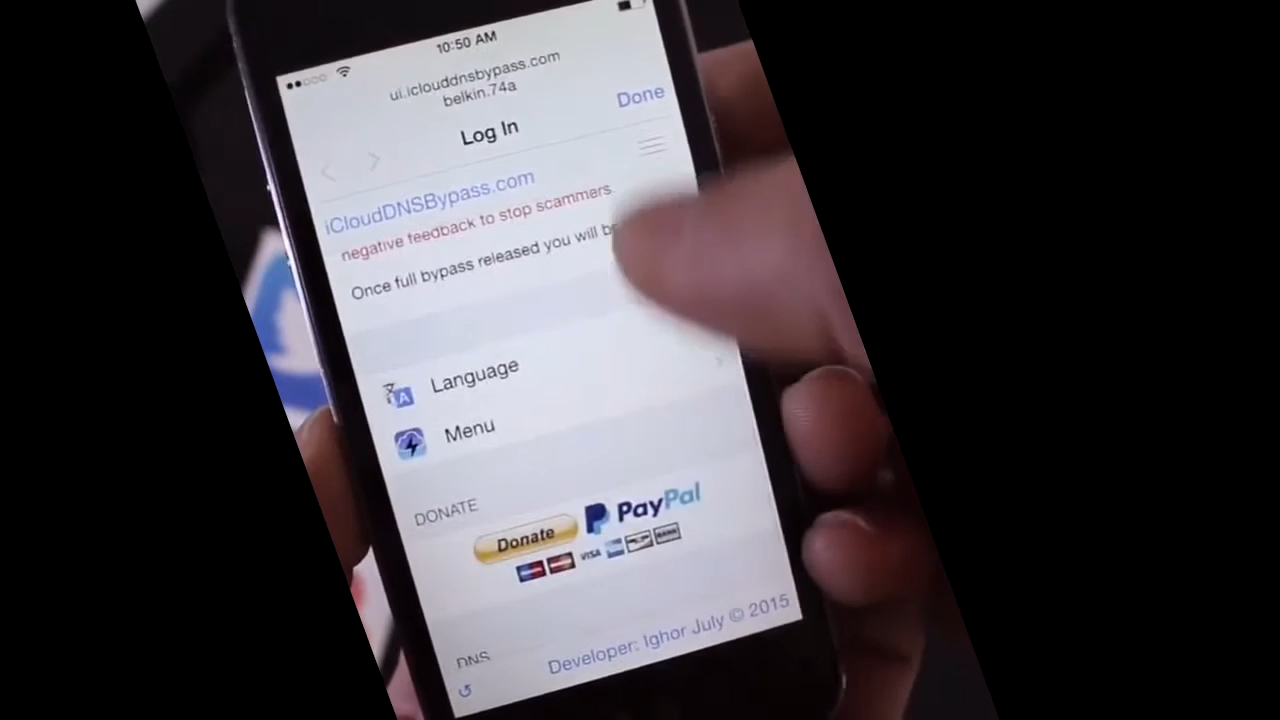 10:50 AM
ui.iclouddnsbypass.com
belkin.74a
Done
Log In
iCloudDNSBypass.com
negative feedback to stop scammers.
Once full bypass released you will
Language
Menu
DONATE
Donate
PayPal
VISA
DNS
Developer: Ighor July © 2015